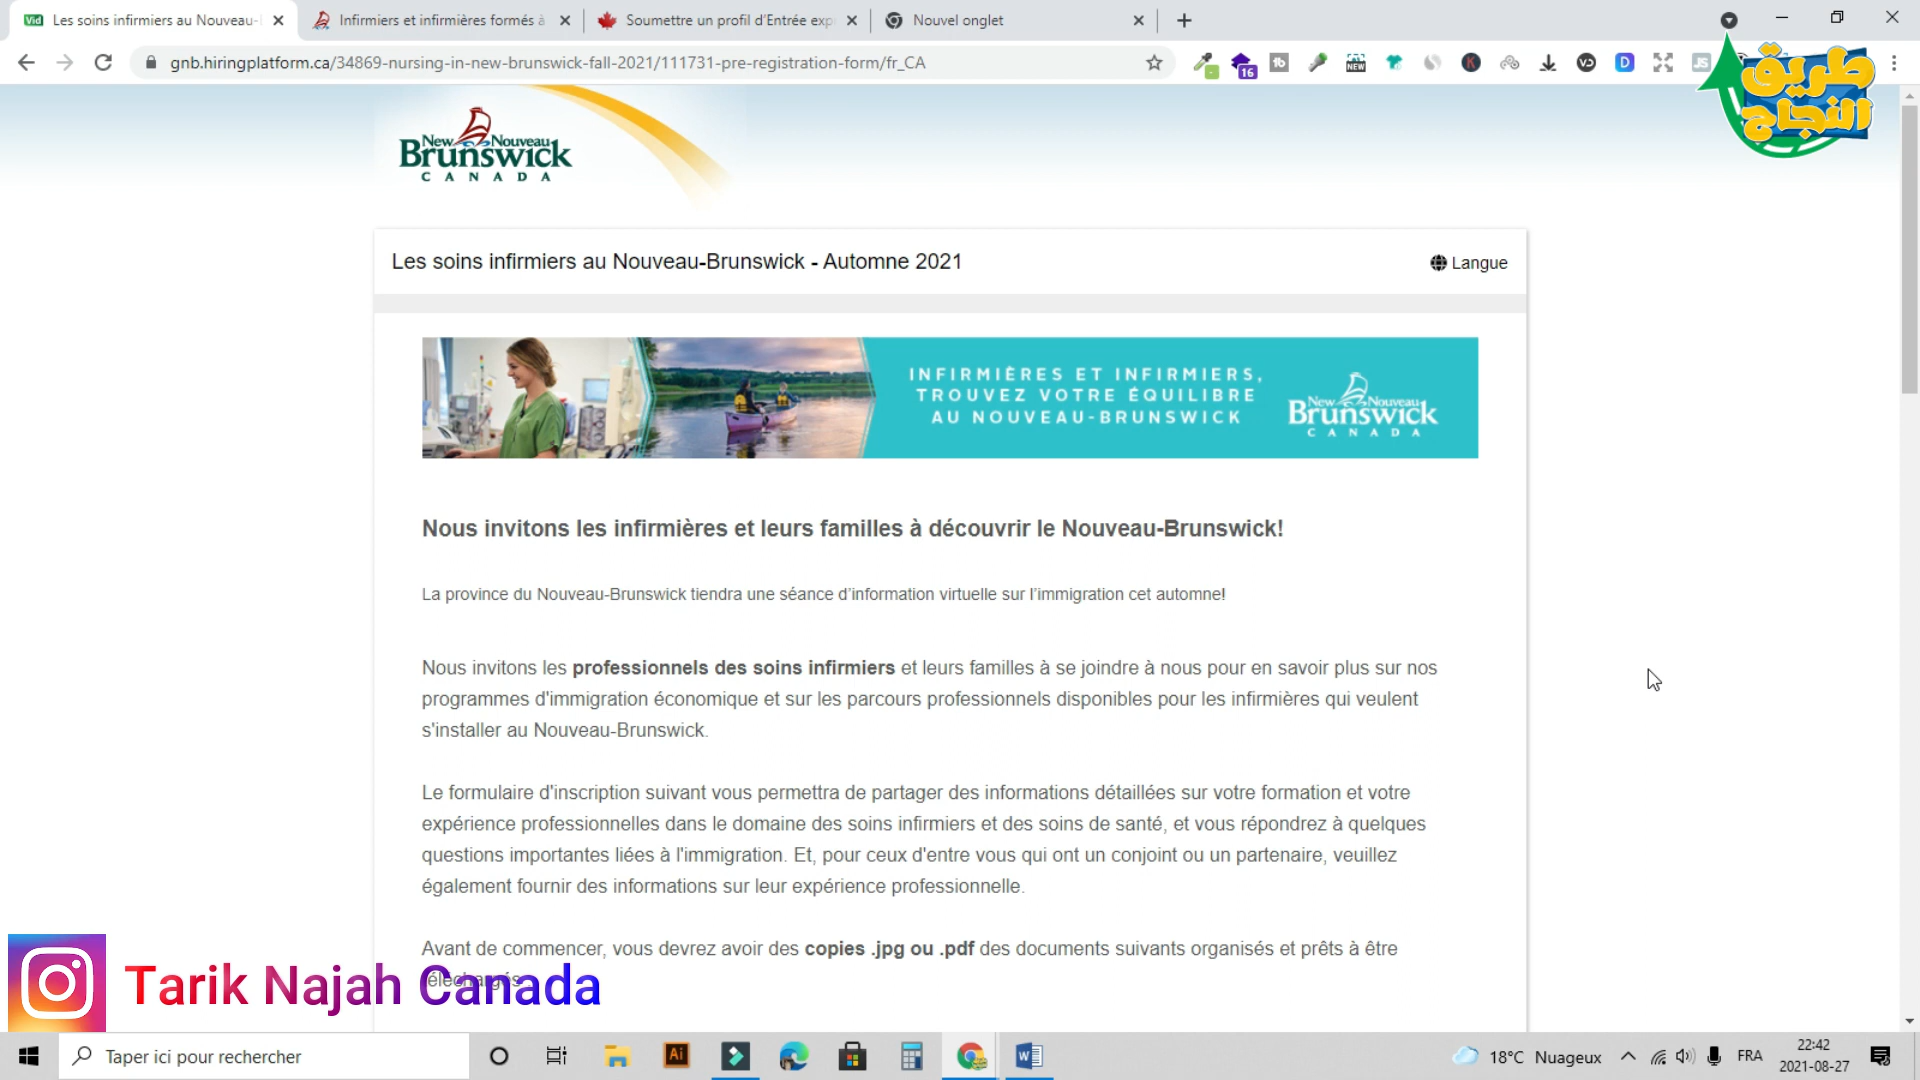 Les soins infirmiers au Nouveau-
Infirmiers et infirmières formés à
Soumettre un profil d'Entrée exp
Nouvel onglet
gnb.hiringplatform.ca/34869-nursing-in-new-brunswick-fall-2021/111731-pre-registration-form/fr_CA
طريق
النجاح
New Nouveau
Brunswick
CANADA
Les soins infirmiers au Nouveau-Brunswick - Automne 2021
Langue
INFIRMIÈRES ET INFIRMIERS,
TROUVEZ VOTRE ÉQUILIBRE
AU NOUVEAU-BRUNSWICK
New Nouveau
Brunswick
CANADA
Nous invitons les infirmières et leurs familles à découvrir le Nouveau-Brunswick!
La province du Nouveau-Brunswick tiendra une séance d'information virtuelle sur l'immigration cet automne!
Nous invitons les professionnels des soins infirmiers et leurs familles à se joindre à nous pour en savoir plus sur nos
programmes d'immigration économique et sur les parcours professionnels disponibles pour les infirmières qui veulent
s'installer au Nouveau-Brunswick.
Le formulaire d'inscription suivant vous permettra de partager des informations détaillées sur votre formation et votre
expérience professionnelles dans le domaine des soins infirmiers et des soins de santé, et vous répondrez à quelques
questions importantes liées à l'immigration. Et, pour ceux d'entre vous qui ont un conjoint ou un partenaire, veuillez
également fournir des informations sur leur expérience professionnelle.
Avant de commencer, vous devrez avoir des copies .jpg ou .pdf des documents suivants organisés et prêts à être
Tarik Najah Canada
Taper ici pour rechercher
18°C Nuageux
FRA
22:42
2021-08-27